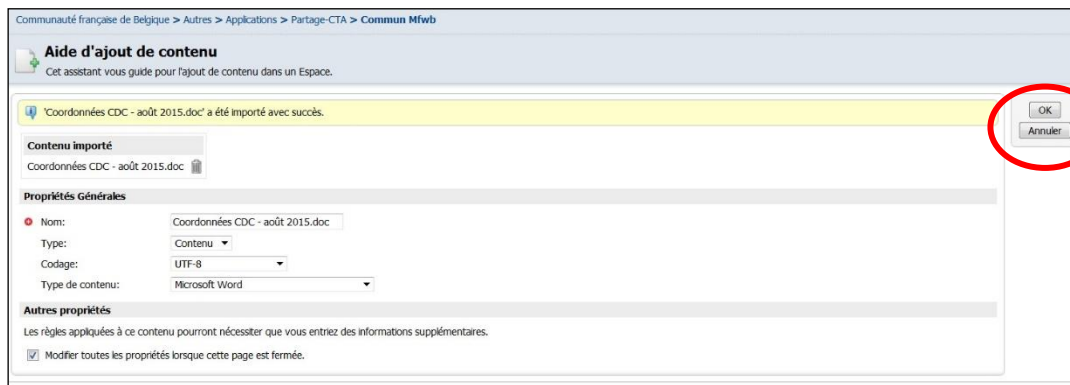 Communauté française de Belgique > Autres > Applications > Partage-CTA > Commun Mfwb
Aide d'ajout de contenu
Cet assistant vous guide pour l'ajout de contenu dans un Espace.
'Coordonnées CDC - août 2015.doc' a été importé avec succès.
OK
Annuler
Contenu importé
Coordonnées CDC - août 2015.doc
Propriétés Générales
Nom: Coordonnées CDC - août 2015.doc
Type: Contenu
Codage: UTF-8
Type de contenu: Microsoft Word
Autres propriétés
Les règles appliquées à ce contenu pourront nécessiter que vous entriez des informations supplémentaires.
Modifier toutes les propriétés lorsque cette page est fermée.